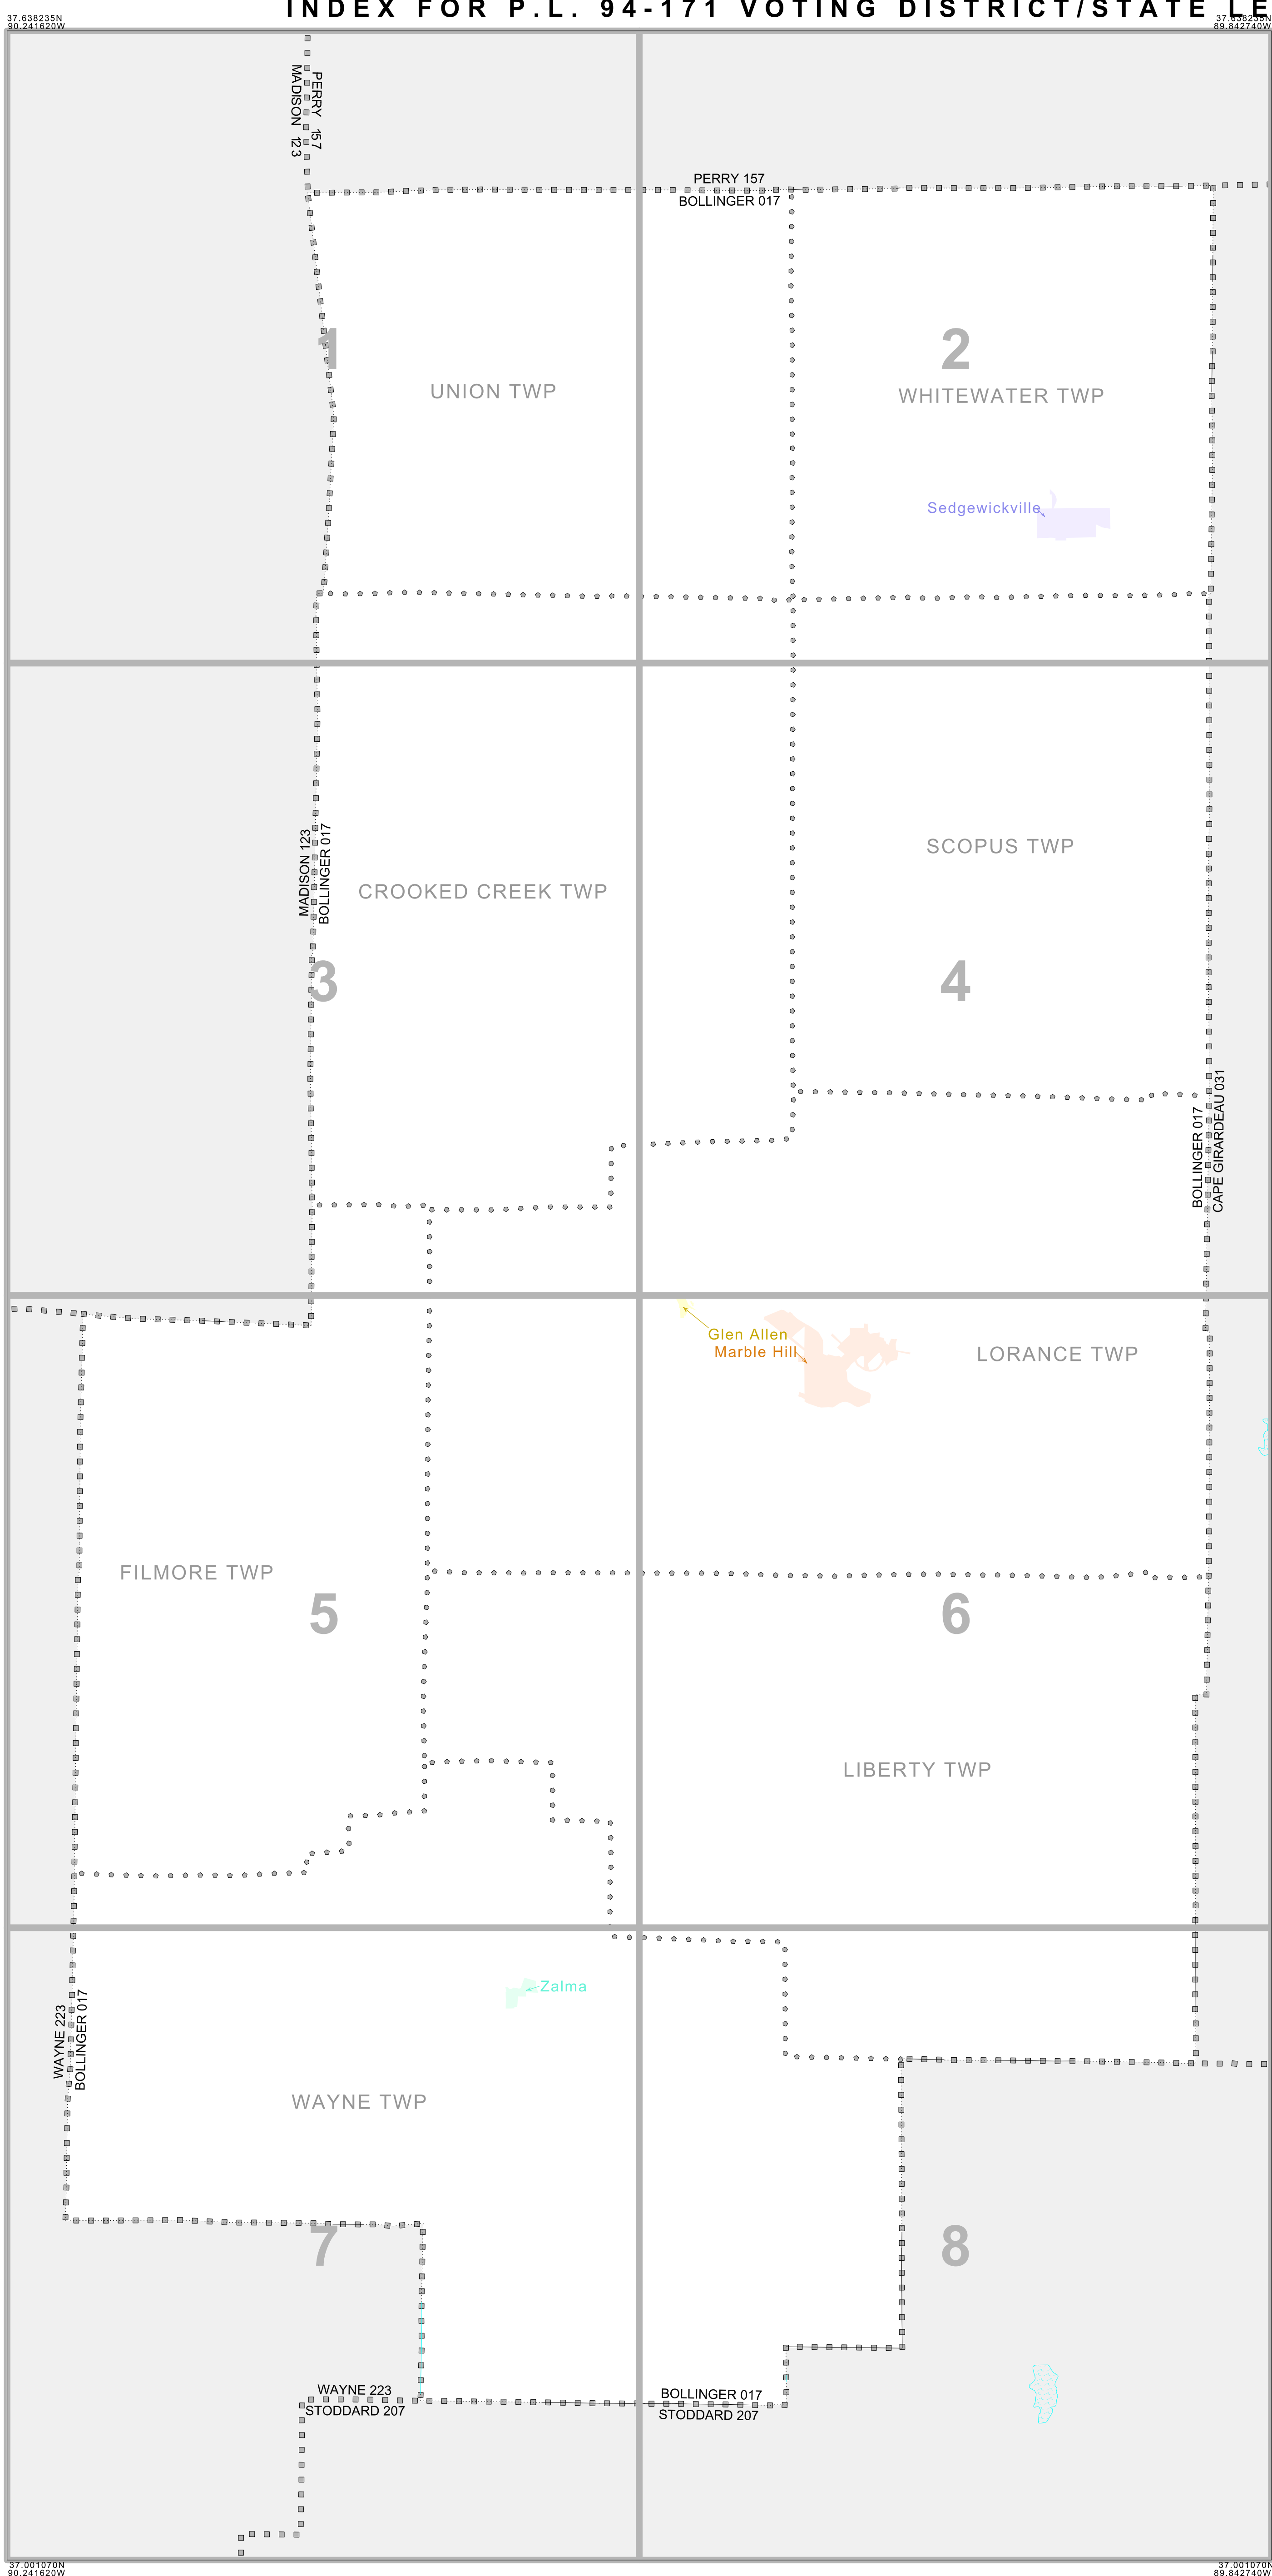 INDEX FOR P.L. 94-171 VOTING DISTRICT/STATE LE
37.638235N
90.241620W
37.638235N
89.842740W
PERRY 157
MADISON 123
PERRY 157
BOLLINGER 017
1
2
UNION TWP
WHITEWATER TWP
Sedgewickville
MADISON 123
BOLLINGER 017
SCOPUS TWP
CROOKED CREEK TWP
3
4
BOLLINGER 017
CAPE GIRARDEAU 031
Glen Allen
Marble Hill
LORANCE TWP
FILMORE TWP
5
6
LIBERTY TWP
Zalma
WAYNE 223
BOLLINGER 017
WAYNE TWP
7
8
WAYNE 223
STODDARD 207
BOLLINGER 017
STODDARD 207
37.001070N
90.241620W
37.001070N
89.842740W